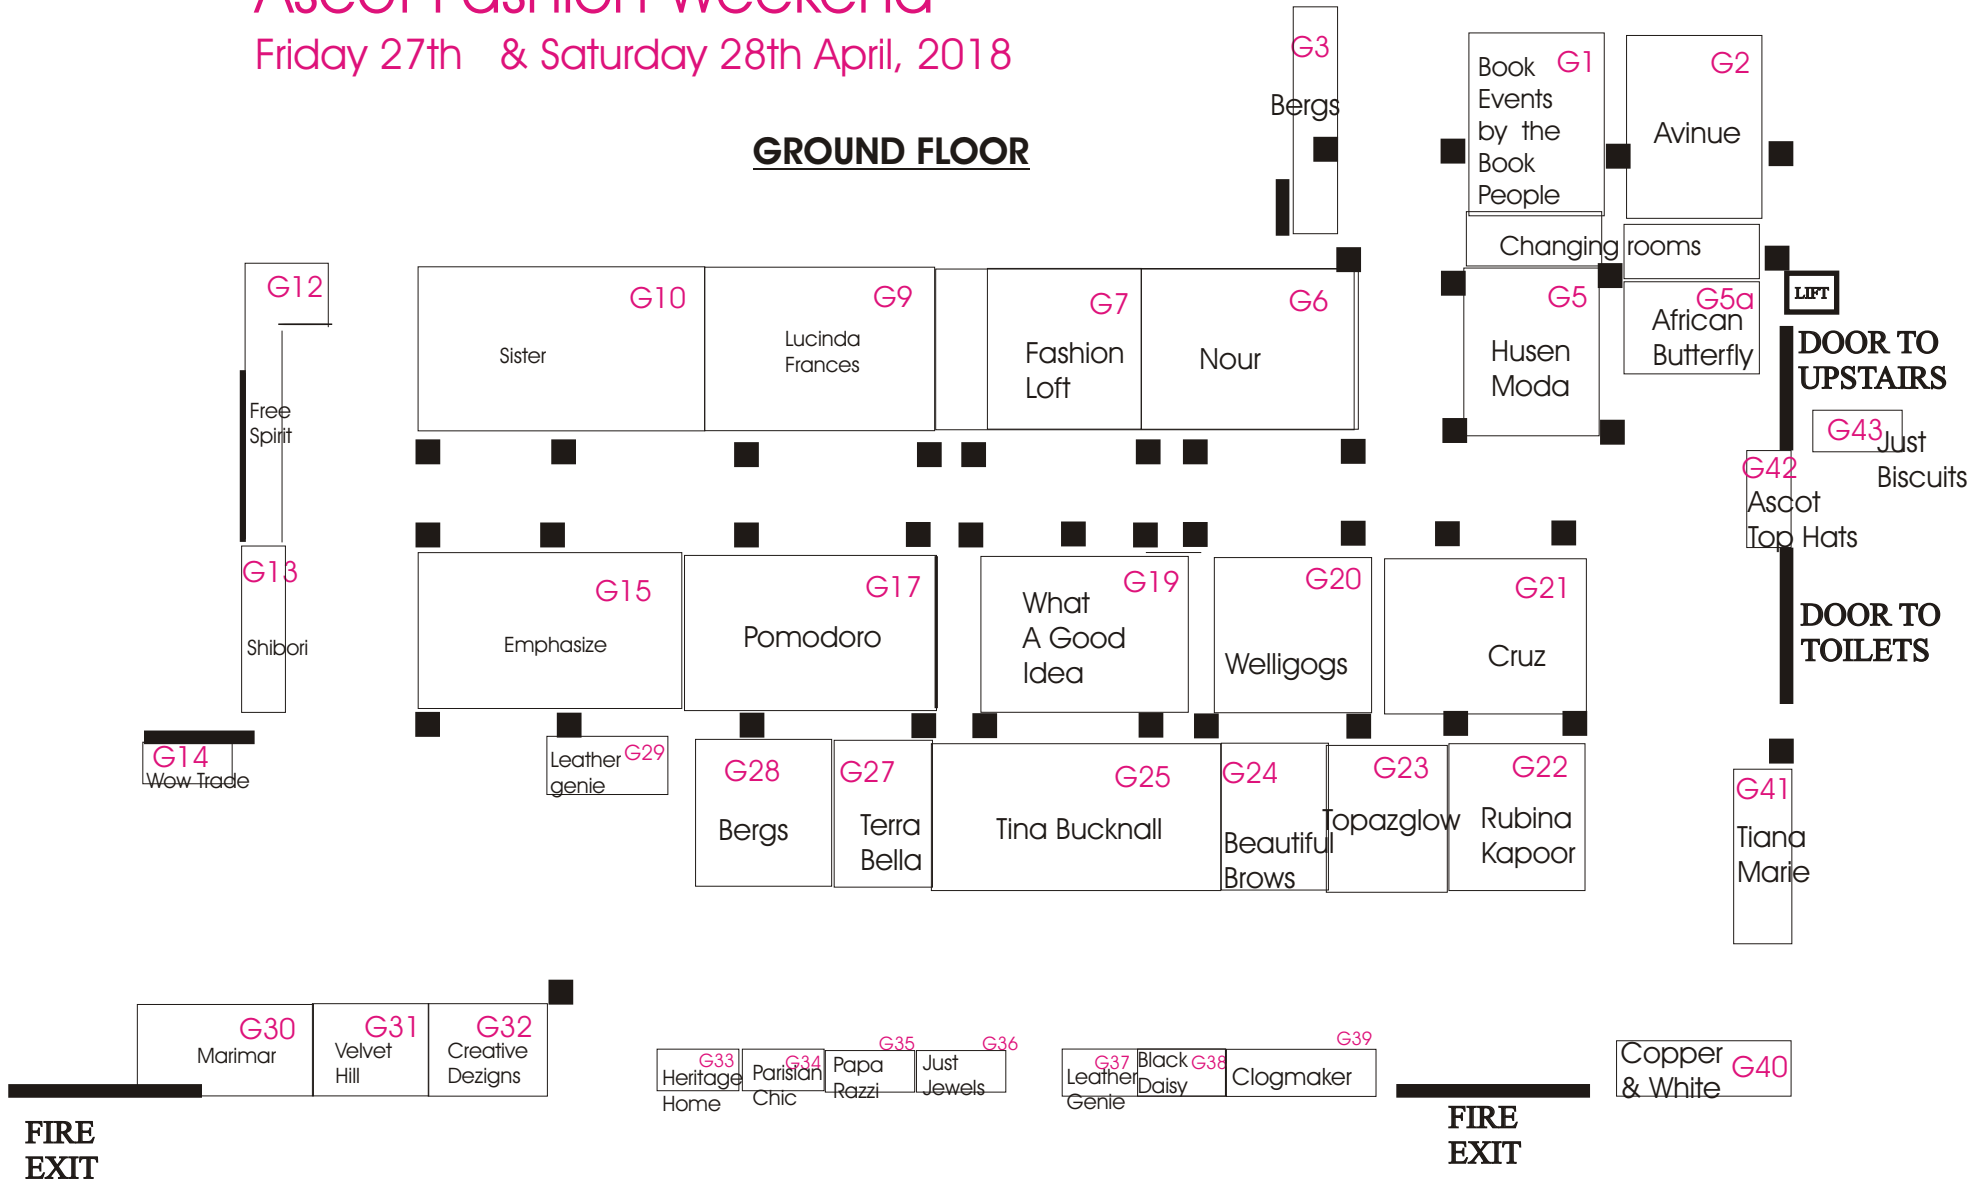 Ascot Fashion Weekend
Friday 27th & Saturday 28th April, 2018
GROUND FLOOR
G3
Bergs
G1
Book
Events
by the
Book
People
G2
Avinue
Changing rooms
G12
Free
Spirit
G10
Sister
G9
Lucinda
Frances
G7
Fashion
Loft
G6
Nour
G5
Husen
Moda
G5a
African
Butterfly
LIFT
DOOR TO
UPSTAIRS
G43
Just
Biscuits
G42
Ascot
Top Hats
G13
Shibori
G15
Emphasize
G17
Pomodoro
G19
What
A Good
Idea
G20
Welligogs
G21
Cruz
DOOR TO
TOILETS
G14
Wow Trade
Leather
genie
G29
G28
Bergs
G27
Terra
Bella
G25
Tina Bucknall
G24
Beautiful
Brows
G23
Topazglow
G22
Rubina
Kapoor
G41
Tiana
Marie
G30
Marimar
G31
Velvet
Hill
G32
Creative
Dezigns
G33
Heritage
Home
G34
Parisian
Chic
G35
Papa
Razzi
G36
Just
Jewels
G37
Leather
Genie
Black
Daisy
G38
G39
Clogmaker
Copper
& White
G40
FIRE
EXIT
FIRE
EXIT